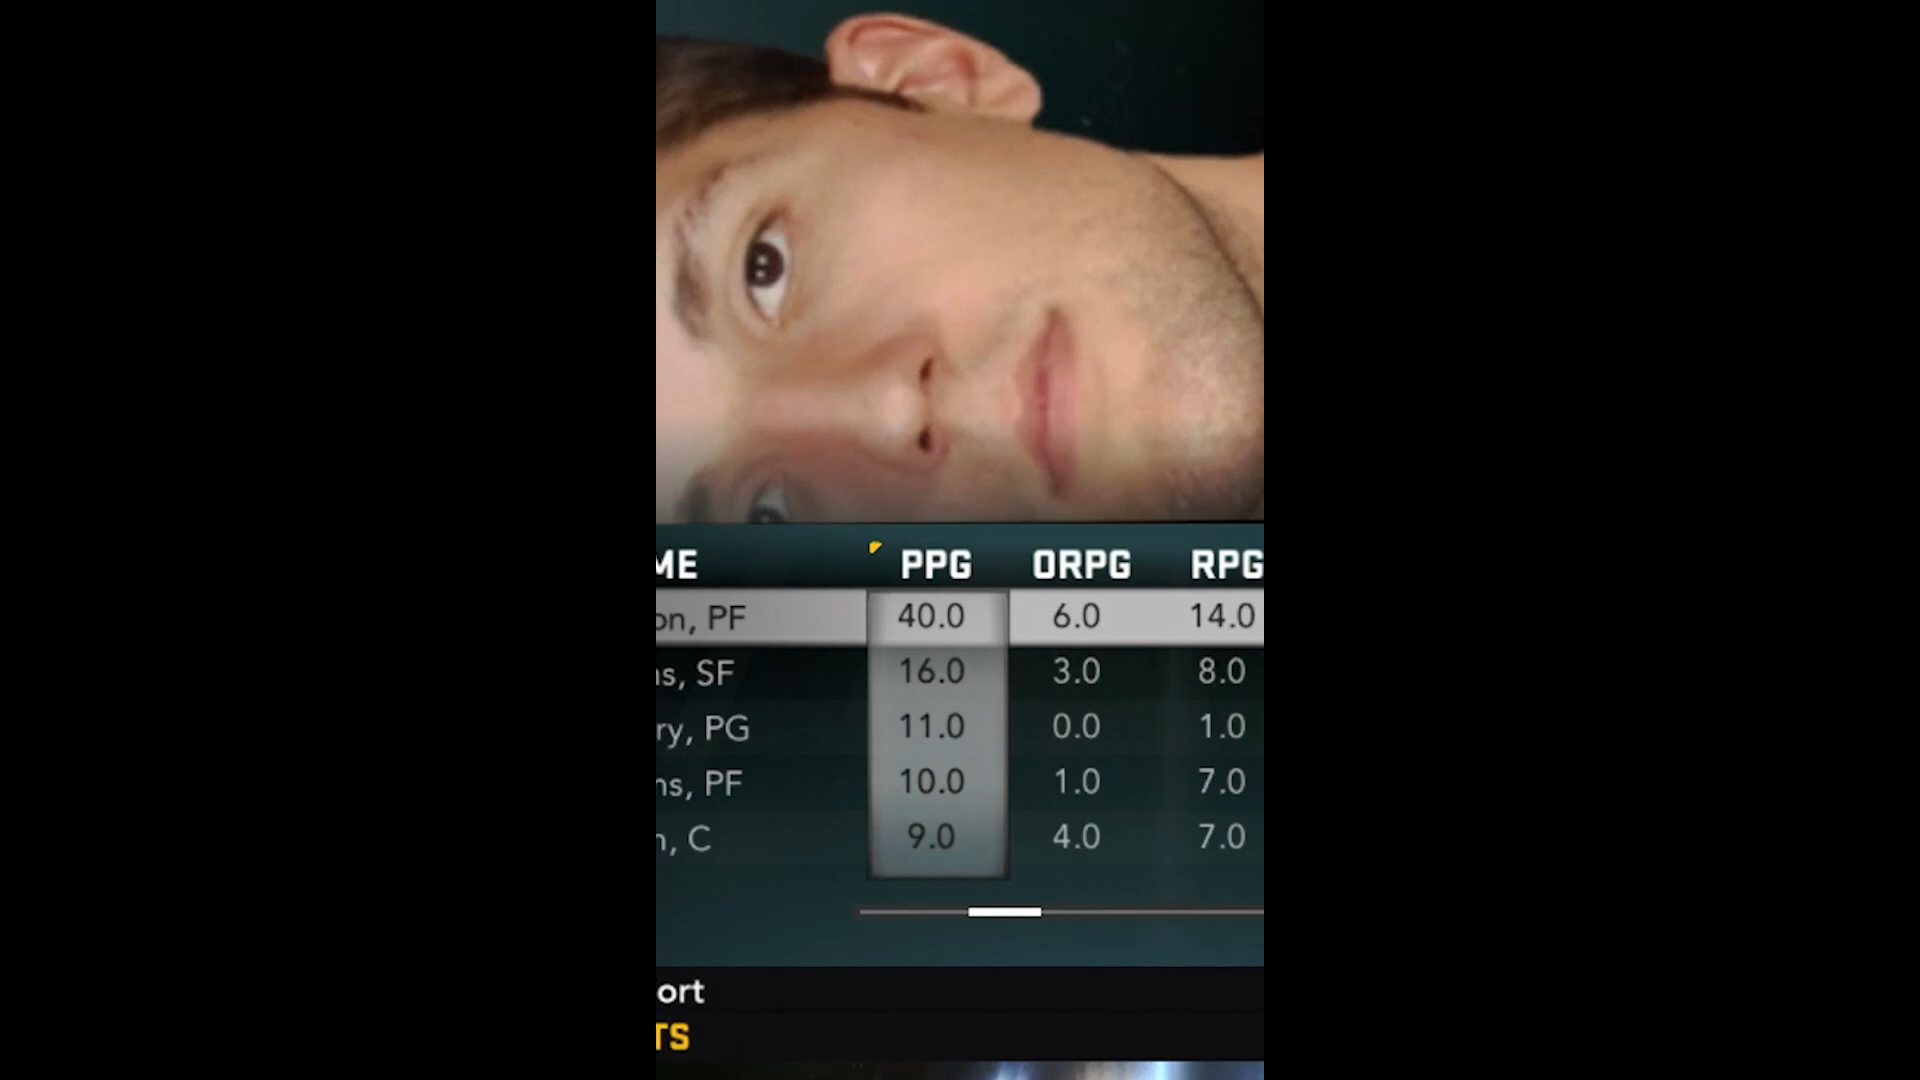 ME PPG ORPG RPG
on, PF 40.0 6.0 14.0
ns, SF 16.0 3.0 8.0
ry, PG 11.0 0.0 1.0
ns, PF 10.0 1.0 7.0
n, C 9.0 4.0 7.0
ort
TS